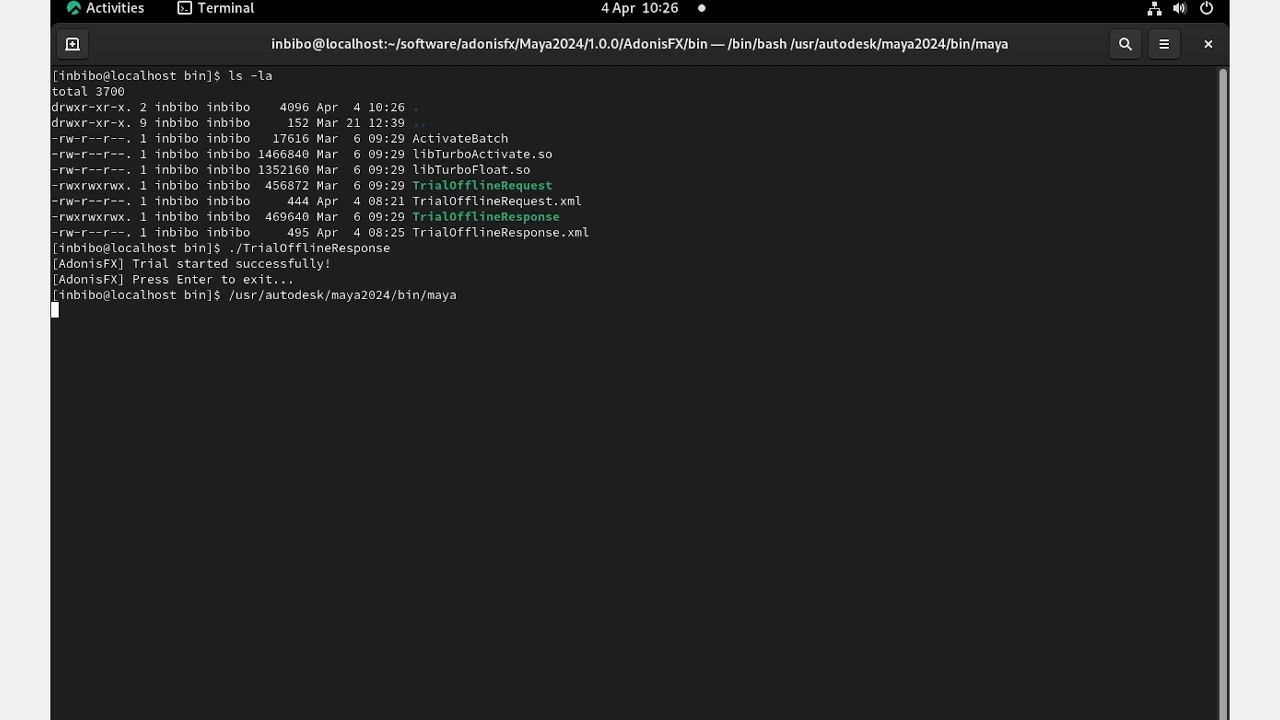 Activities Terminal 4 Apr 10:26
inbibo@localhost:~/software/adonisfx/Maya2024/1.0.0/AdonisFX/bin — /bin/bash /usr/autodesk/maya2024/bin/maya
[inbibo@localhost bin]$ ls -la
total 3700
drwxr-xr-x. 2 inbibo inbibo    4096 Apr  4 10:26 .
drwxr-xr-x. 9 inbibo inbibo     152 Mar 21 12:39 ..
-rw-r--r--. 1 inbibo inbibo   17616 Mar  6 09:29 ActivateBatch
-rw-r--r--. 1 inbibo inbibo 1466840 Mar  6 09:29 libTurboActivate.so
-rw-r--r--. 1 inbibo inbibo 1352160 Mar  6 09:29 libTurboFloat.so
-rwxrwxrwx. 1 inbibo inbibo  456872 Mar  6 09:29 TrialOfflineRequest
-rw-r--r--. 1 inbibo inbibo     444 Apr  4 08:21 TrialOfflineRequest.xml
-rwxrwxrwx. 1 inbibo inbibo  469640 Mar  6 09:29 TrialOfflineResponse
-rw-r--r--. 1 inbibo inbibo     495 Apr  4 08:25 TrialOfflineResponse.xml
[inbibo@localhost bin]$ ./TrialOfflineResponse
[AdonisFX] Trial started successfully!
[AdonisFX] Press Enter to exit...
[inbibo@localhost bin]$ /usr/autodesk/maya2024/bin/maya